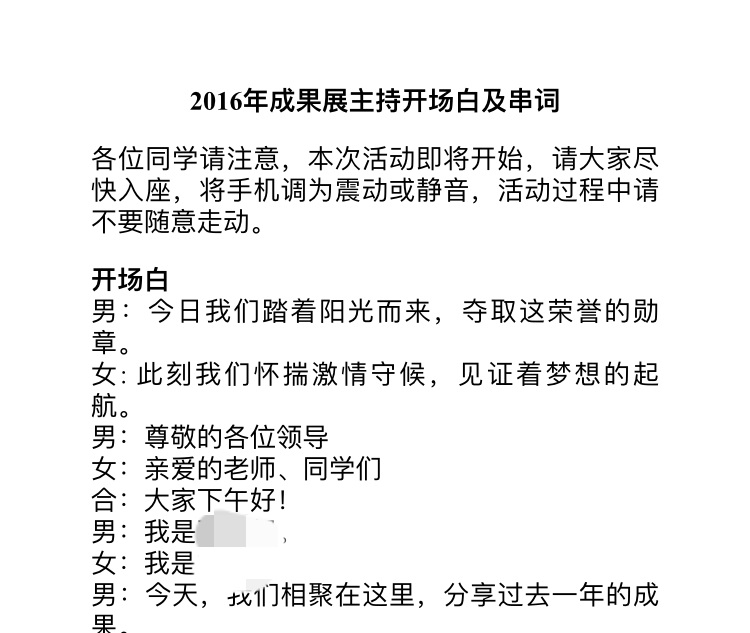 2016年成果展主持开场白及串词
各位同学请注意，本次活动即将开始，请大家尽
快入座，将手机调为震动或静音，活动过程中请
不要随意走动。
开场白
男：今日我们踏着阳光而来，夺取这荣誉的勋
章。
女：此刻我们怀揣激情守候，见证着梦想的起
航。
男：尊敬的各位领导
女：亲爱的老师、同学们
合：大家下午好！
男：我是
女：我是
男：今天，我们相聚在这里，分享过去一年的成
果。